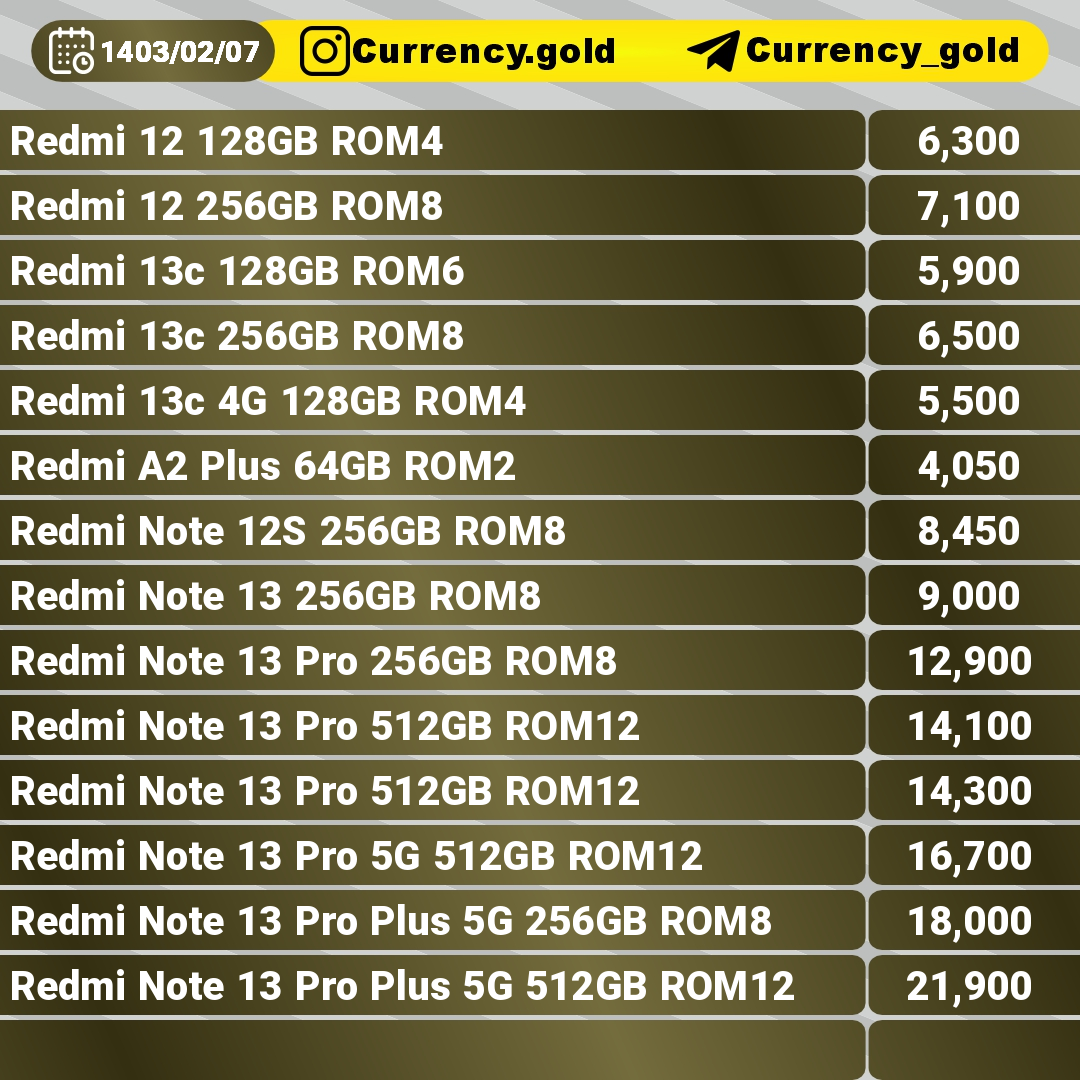 1403/02/07 Currency.gold Currency_gold
Redmi 12 128GB ROM4 6,300
Redmi 12 256GB ROM8 7,100
Redmi 13c 128GB ROM6 5,900
Redmi 13c 256GB ROM8 6,500
Redmi 13c 4G 128GB ROM4 5,500
Redmi A2 Plus 64GB ROM2 4,050
Redmi Note 12S 256GB ROM8 8,450
Redmi Note 13 256GB ROM8 9,000
Redmi Note 13 Pro 256GB ROM8 12,900
Redmi Note 13 Pro 512GB ROM12 14,100
Redmi Note 13 Pro 512GB ROM12 14,300
Redmi Note 13 Pro 5G 512GB ROM12 16,700
Redmi Note 13 Pro Plus 5G 256GB ROM8 18,000
Redmi Note 13 Pro Plus 5G 512GB ROM12 21,900